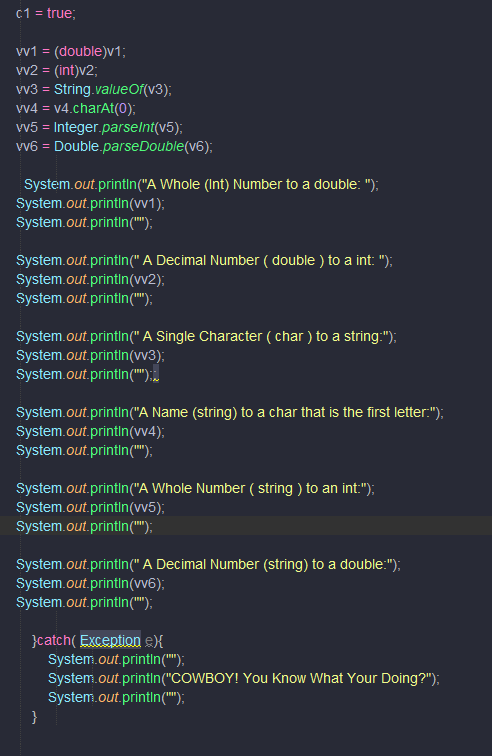 c1 = true;
vv1 = (double)v1;
vv2 = (int)v2;
vv3 = String.valueOf(v3);
vv4 = v4.charAt(0);
vv5 = Integer.parseInt(v5);
vv6 = Double.parseDouble(v6);
System.out.println("A Whole (Int) Number to a double: ");
System.out.println(vv1);
System.out.println("");
System.out.println(" A Decimal Number ( double ) to a int: ");
System.out.println(vv2);
System.out.println("");
System.out.println(" A Single Character ( char ) to a string:");
System.out.println(vv3);
System.out.println("");;
System.out.println("A Name (string) to a char that is the first letter:");
System.out.println(vv4);
System.out.println("");
System.out.println("A Whole Number ( string ) to an int:");
System.out.println(vv5);
System.out.println("");
System.out.println(" A Decimal Number (string) to a double:");
System.out.println(vv6);
System.out.println("");
}catch( Exception e){
System.out.println("");
System.out.println("COWBOY! You Know What Your Doing?");
System.out.println("");
}